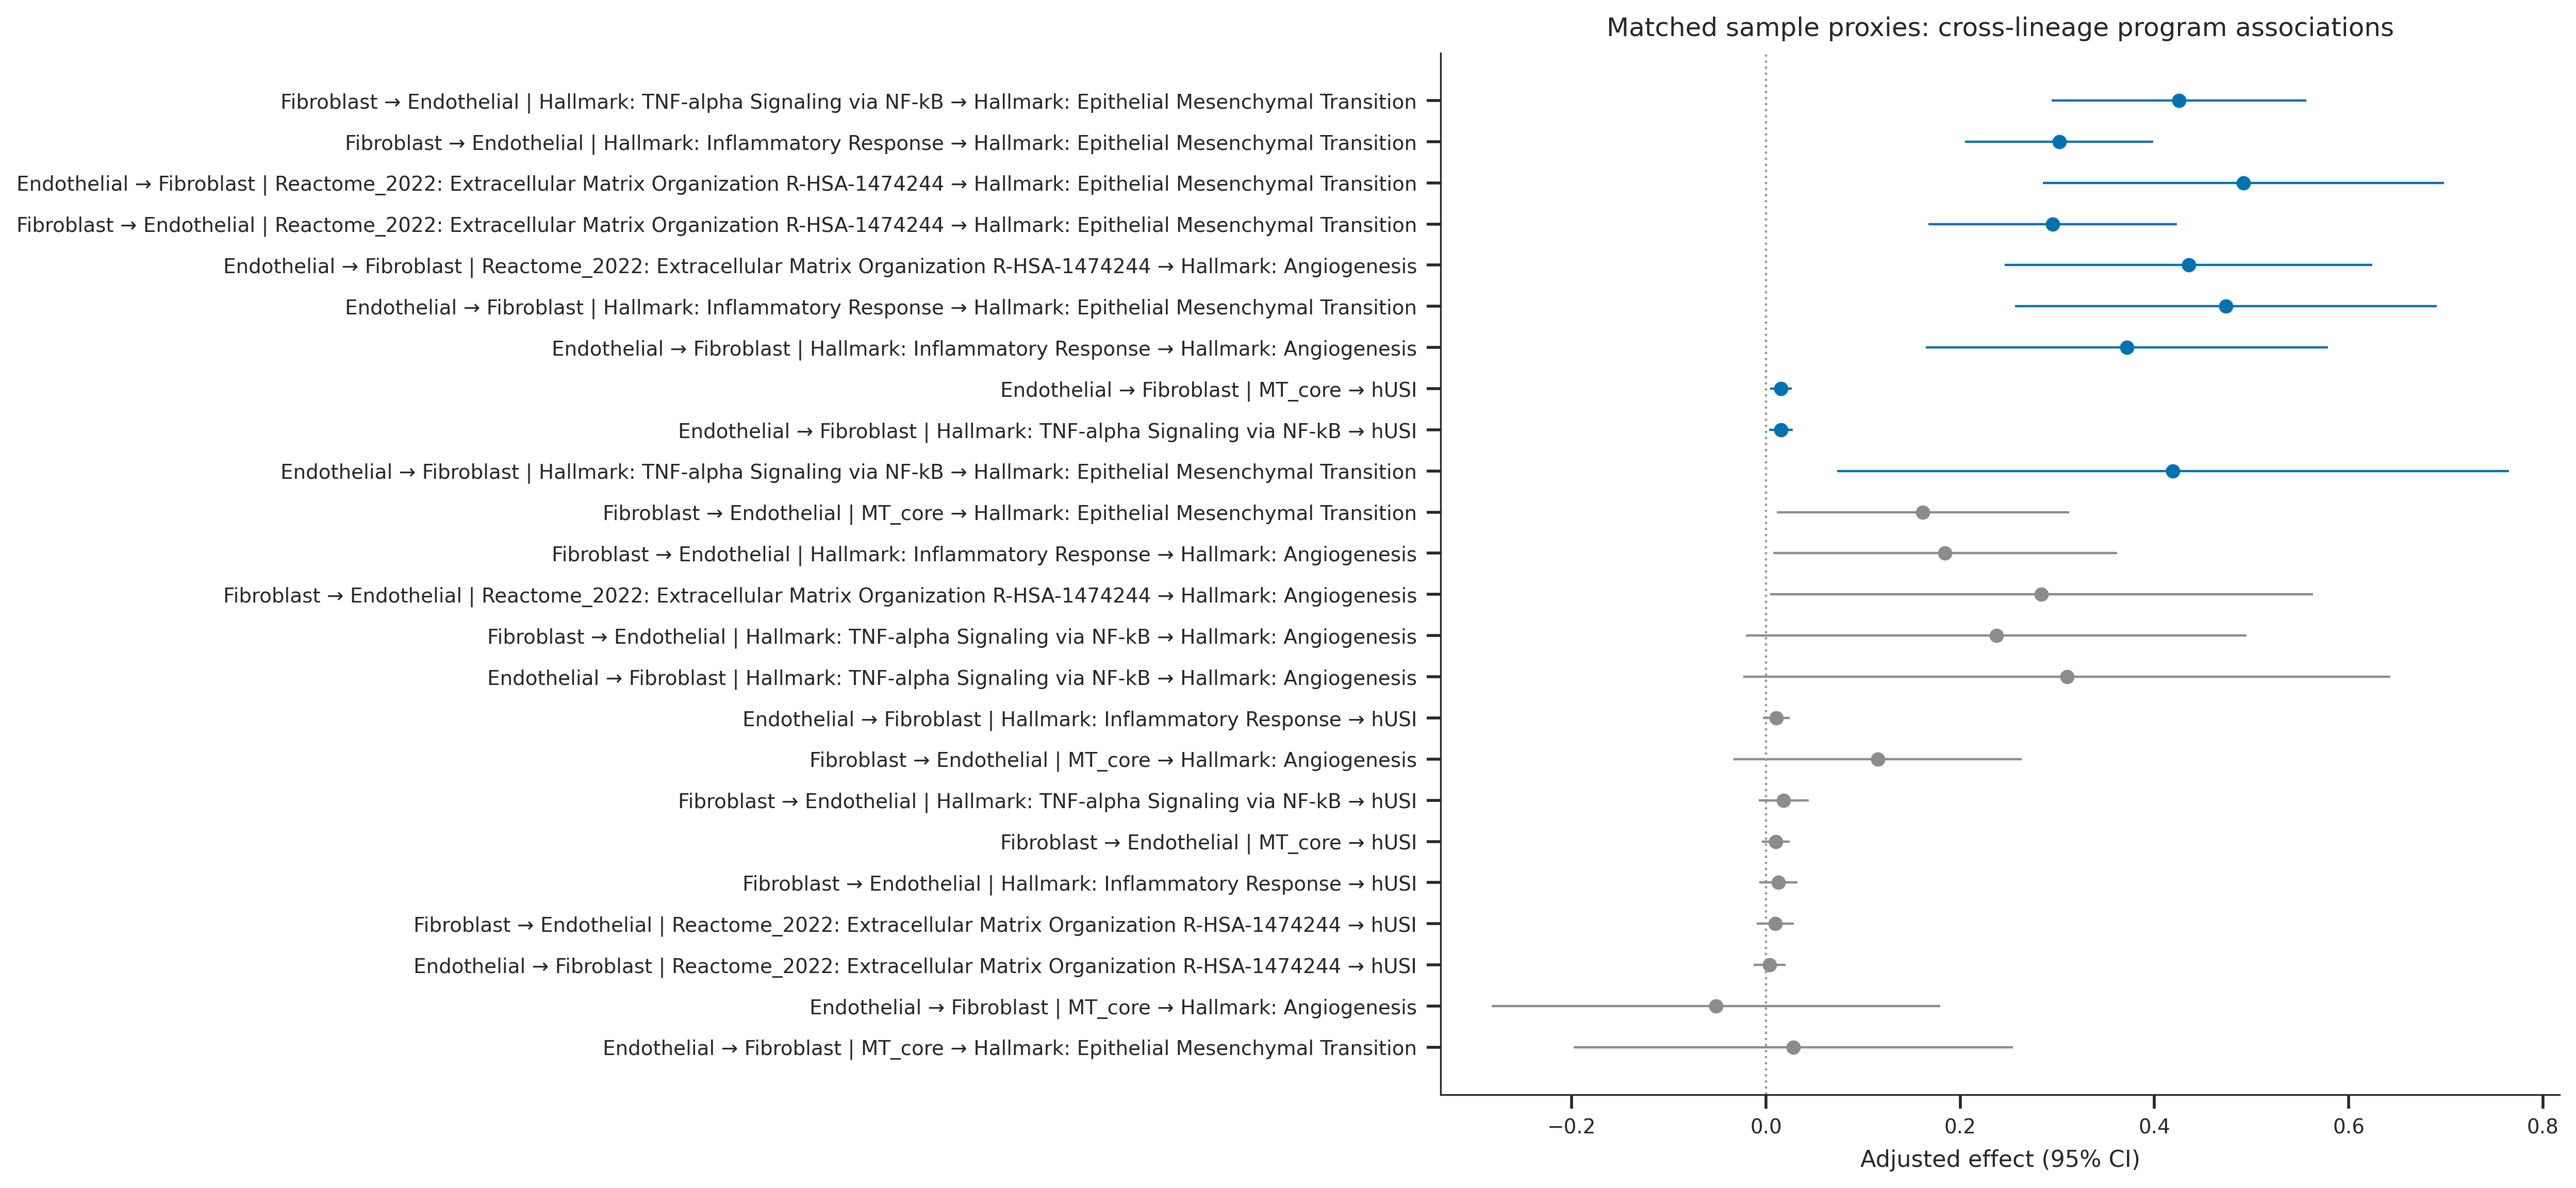 Matched sample proxies: cross-lineage program associations
Fibroblast → Endothelial | Hallmark: TNF-alpha Signaling via NF-kB → Hallmark: Epithelial Mesenchymal Transition
Fibroblast → Endothelial | Hallmark: Inflammatory Response → Hallmark: Epithelial Mesenchymal Transition
Endothelial → Fibroblast | Reactome_2022: Extracellular Matrix Organization R-HSA-1474244 → Hallmark: Epithelial Mesenchymal Transition
Fibroblast → Endothelial | Reactome_2022: Extracellular Matrix Organization R-HSA-1474244 → Hallmark: Epithelial Mesenchymal Transition
Endothelial → Fibroblast | Reactome_2022: Extracellular Matrix Organization R-HSA-1474244 → Hallmark: Angiogenesis
Endothelial → Fibroblast | Hallmark: Inflammatory Response → Hallmark: Epithelial Mesenchymal Transition
Endothelial → Fibroblast | Hallmark: Inflammatory Response → Hallmark: Angiogenesis
Endothelial → Fibroblast | MT_core → hUSI
Endothelial → Fibroblast | Hallmark: TNF-alpha Signaling via NF-kB → hUSI
Endothelial → Fibroblast | Hallmark: TNF-alpha Signaling via NF-kB → Hallmark: Epithelial Mesenchymal Transition
Fibroblast → Endothelial | MT_core → Hallmark: Epithelial Mesenchymal Transition
Fibroblast → Endothelial | Hallmark: Inflammatory Response → Hallmark: Angiogenesis
Fibroblast → Endothelial | Reactome_2022: Extracellular Matrix Organization R-HSA-1474244 → Hallmark: Angiogenesis
Fibroblast → Endothelial | Hallmark: TNF-alpha Signaling via NF-kB → Hallmark: Angiogenesis
Endothelial → Fibroblast | Hallmark: TNF-alpha Signaling via NF-kB → Hallmark: Angiogenesis
Endothelial → Fibroblast | Hallmark: Inflammatory Response → hUSI
Fibroblast → Endothelial | MT_core → Hallmark: Angiogenesis
Fibroblast → Endothelial | Hallmark: TNF-alpha Signaling via NF-kB → hUSI
Fibroblast → Endothelial | MT_core → hUSI
Fibroblast → Endothelial | Hallmark: Inflammatory Response → hUSI
Fibroblast → Endothelial | Reactome_2022: Extracellular Matrix Organization R-HSA-1474244 → hUSI
Endothelial → Fibroblast | Reactome_2022: Extracellular Matrix Organization R-HSA-1474244 → hUSI
Endothelial → Fibroblast | MT_core → Hallmark: Angiogenesis
Endothelial → Fibroblast | MT_core → Hallmark: Epithelial Mesenchymal Transition
−0.2 0.0 0.2 0.4 0.6 0.8
Adjusted effect (95% CI)